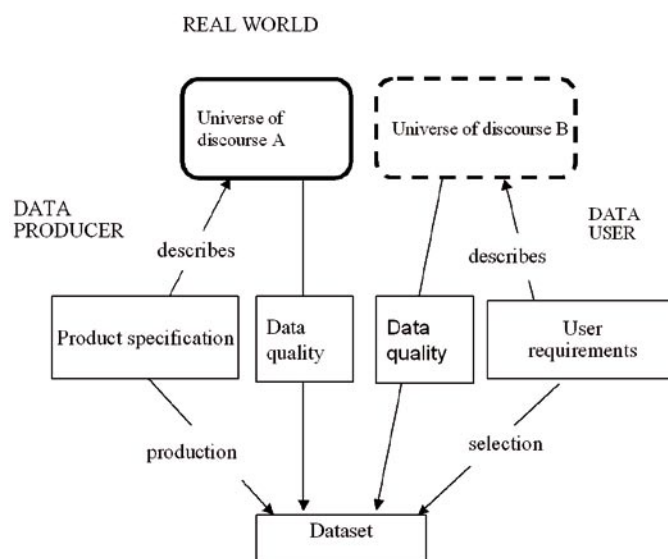 REAL WORLD
Universe of
discourse A
Universe of discourse B
DATA
PRODUCER
DATA
USER
describes
describes
Product specification
Data
quality
Data
quality
User
requirements
production
selection
Dataset